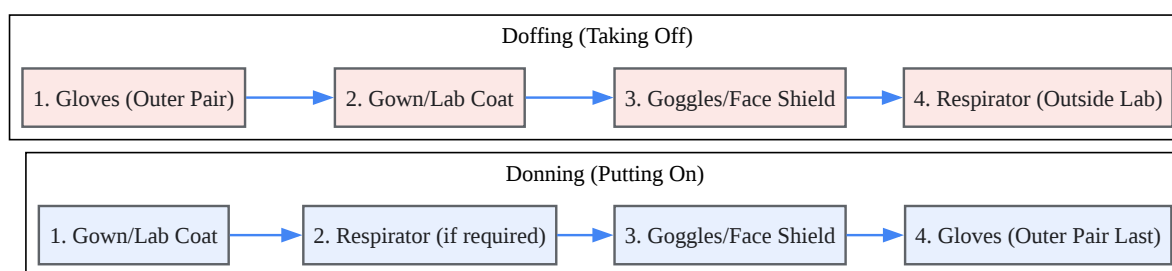 Doffing (Taking Off)
1. Gloves (Outer Pair)
2. Gown/Lab Coat
3. Goggles/Face Shield
4. Respirator (Outside Lab)
Donning (Putting On)
1. Gown/Lab Coat
2. Respirator (if required)
3. Goggles/Face Shield
4. Gloves (Outer Pair Last)